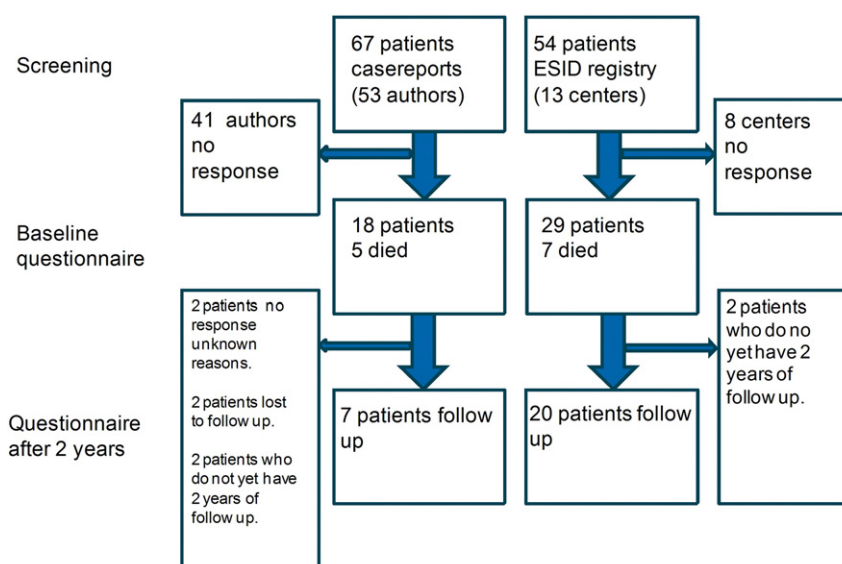 Screening
67 patients
casereports
(53 authors)
54 patients
ESID registry
(13 centers)
41 authors
no
response
8 centers
no
response
Baseline
questionnaire
18 patients
5 died
29 patients
7 died
2 patients no
response
unknown
reasons.
2 patients lost
to follow up.
2 patients who
do not yet have
2 years of
follow up.
2 patients
who do no
yet have 2
years of
follow up.
Questionnaire
after 2 years
7 patients follow
up
20 patients follow
up